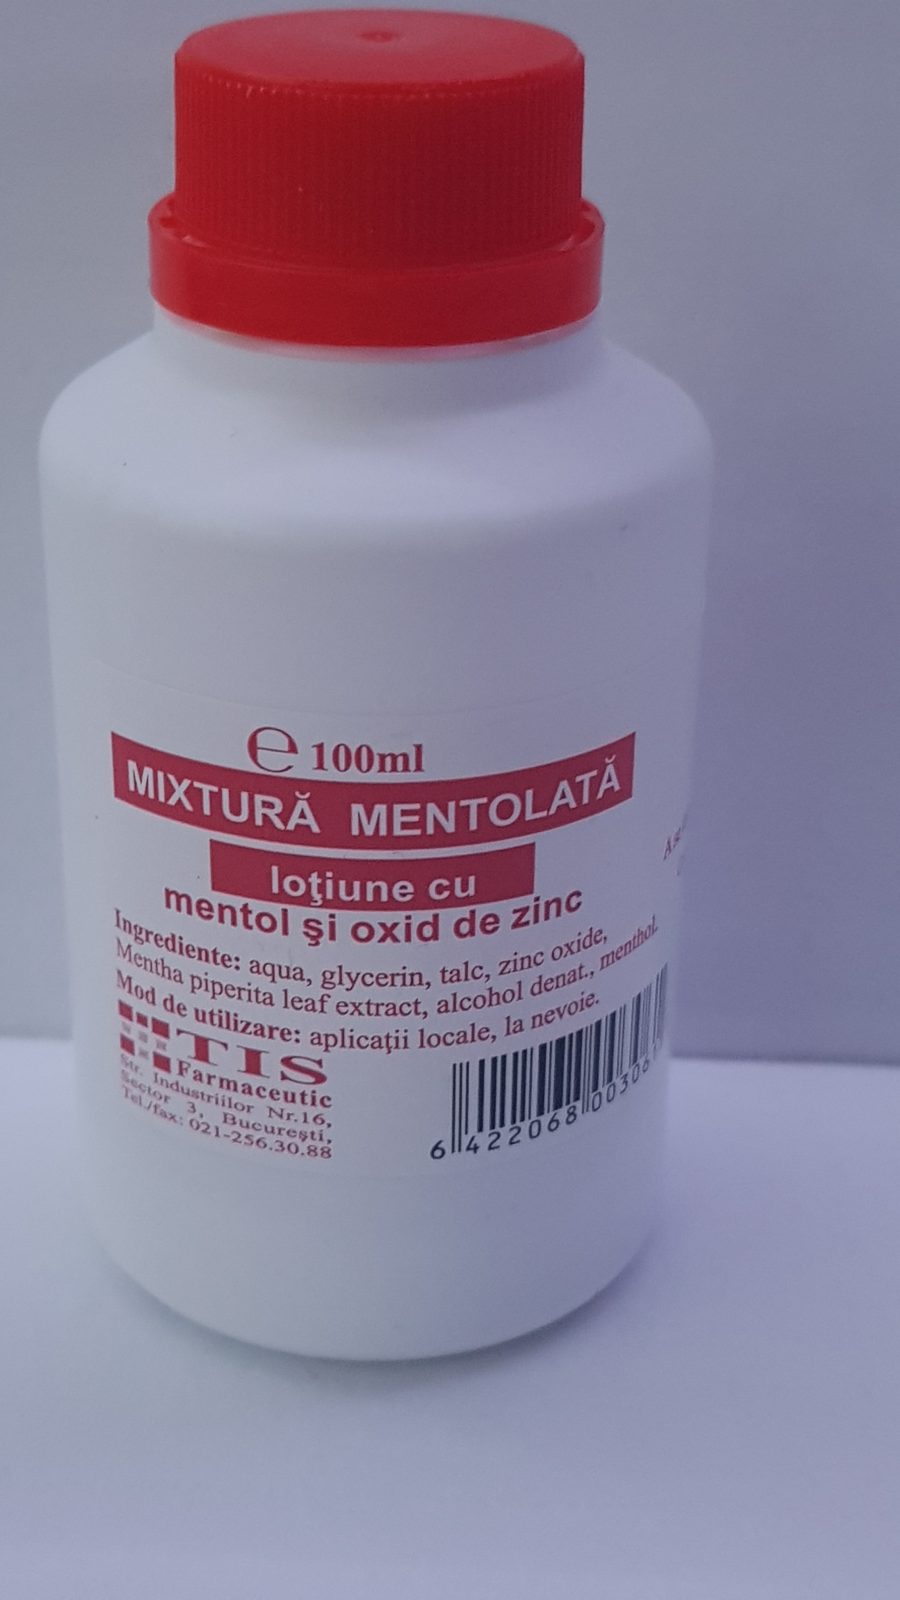 ℮ 100ml
MIXTURĂ MENTOLATĂ
loţiune cu
mentol şi oxid de zinc
Ingrediente: aqua, glycerin, talc, zinc oxide,
Mentha piperita leaf extract, alcohol denat., menthol.
Mod de utilizare: aplicaţii locale, la nevoie.
TIS
Farmaceutic
Str. Industriilor Nr.16,
Sector 3, Bucureşti,
Tel./fax: 021-256.30.88
6 422068 00306